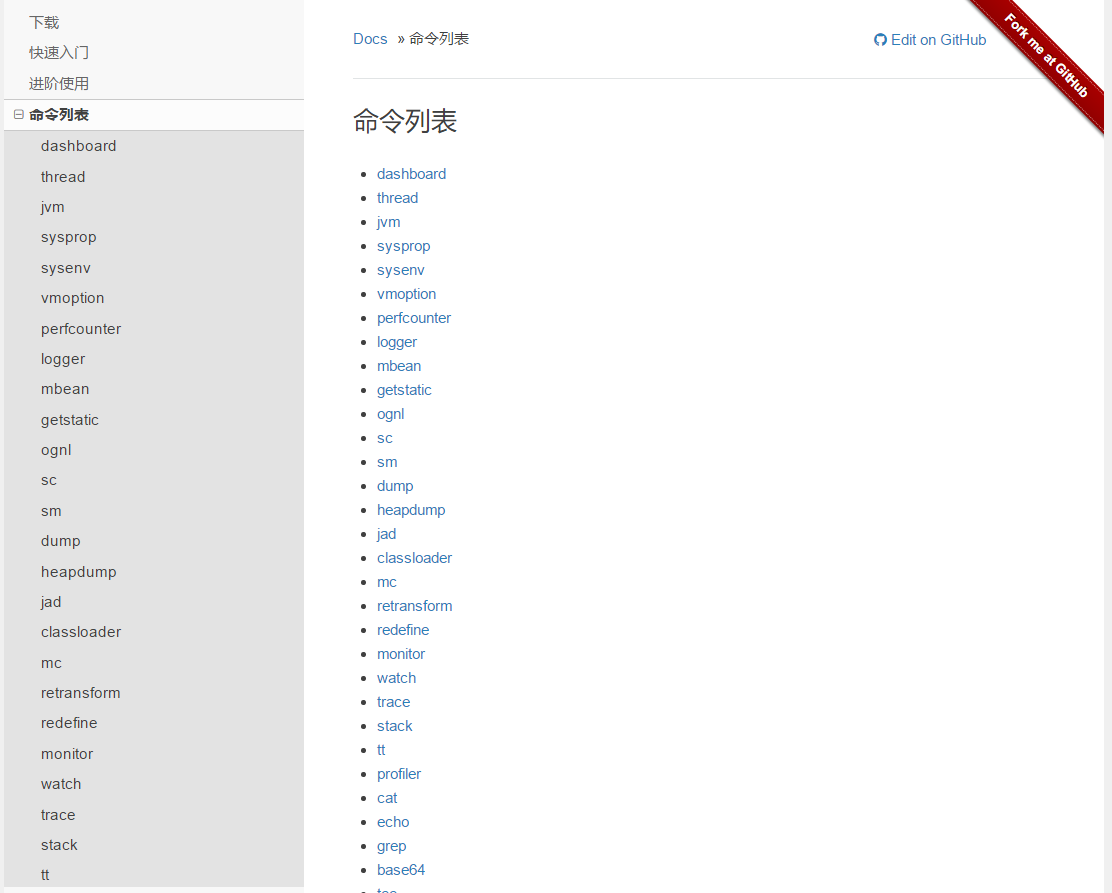 下载
快速入门
进阶使用
命令列表
dashboard
thread
jvm
sysprop
sysenv
vmoption
perfcounter
logger
mbean
getstatic
ognl
sc
sm
dump
heapdump
jad
classloader
mc
retransform
redefine
monitor
watch
trace
stack
tt
Docs » 命令列表
Edit on GitHub
Fork me at GitHub
命令列表
dashboard
thread
jvm
sysprop
sysenv
vmoption
perfcounter
logger
mbean
getstatic
ognl
sc
sm
dump
heapdump
jad
classloader
mc
retransform
redefine
monitor
watch
trace
stack
tt
profiler
cat
echo
grep
base64